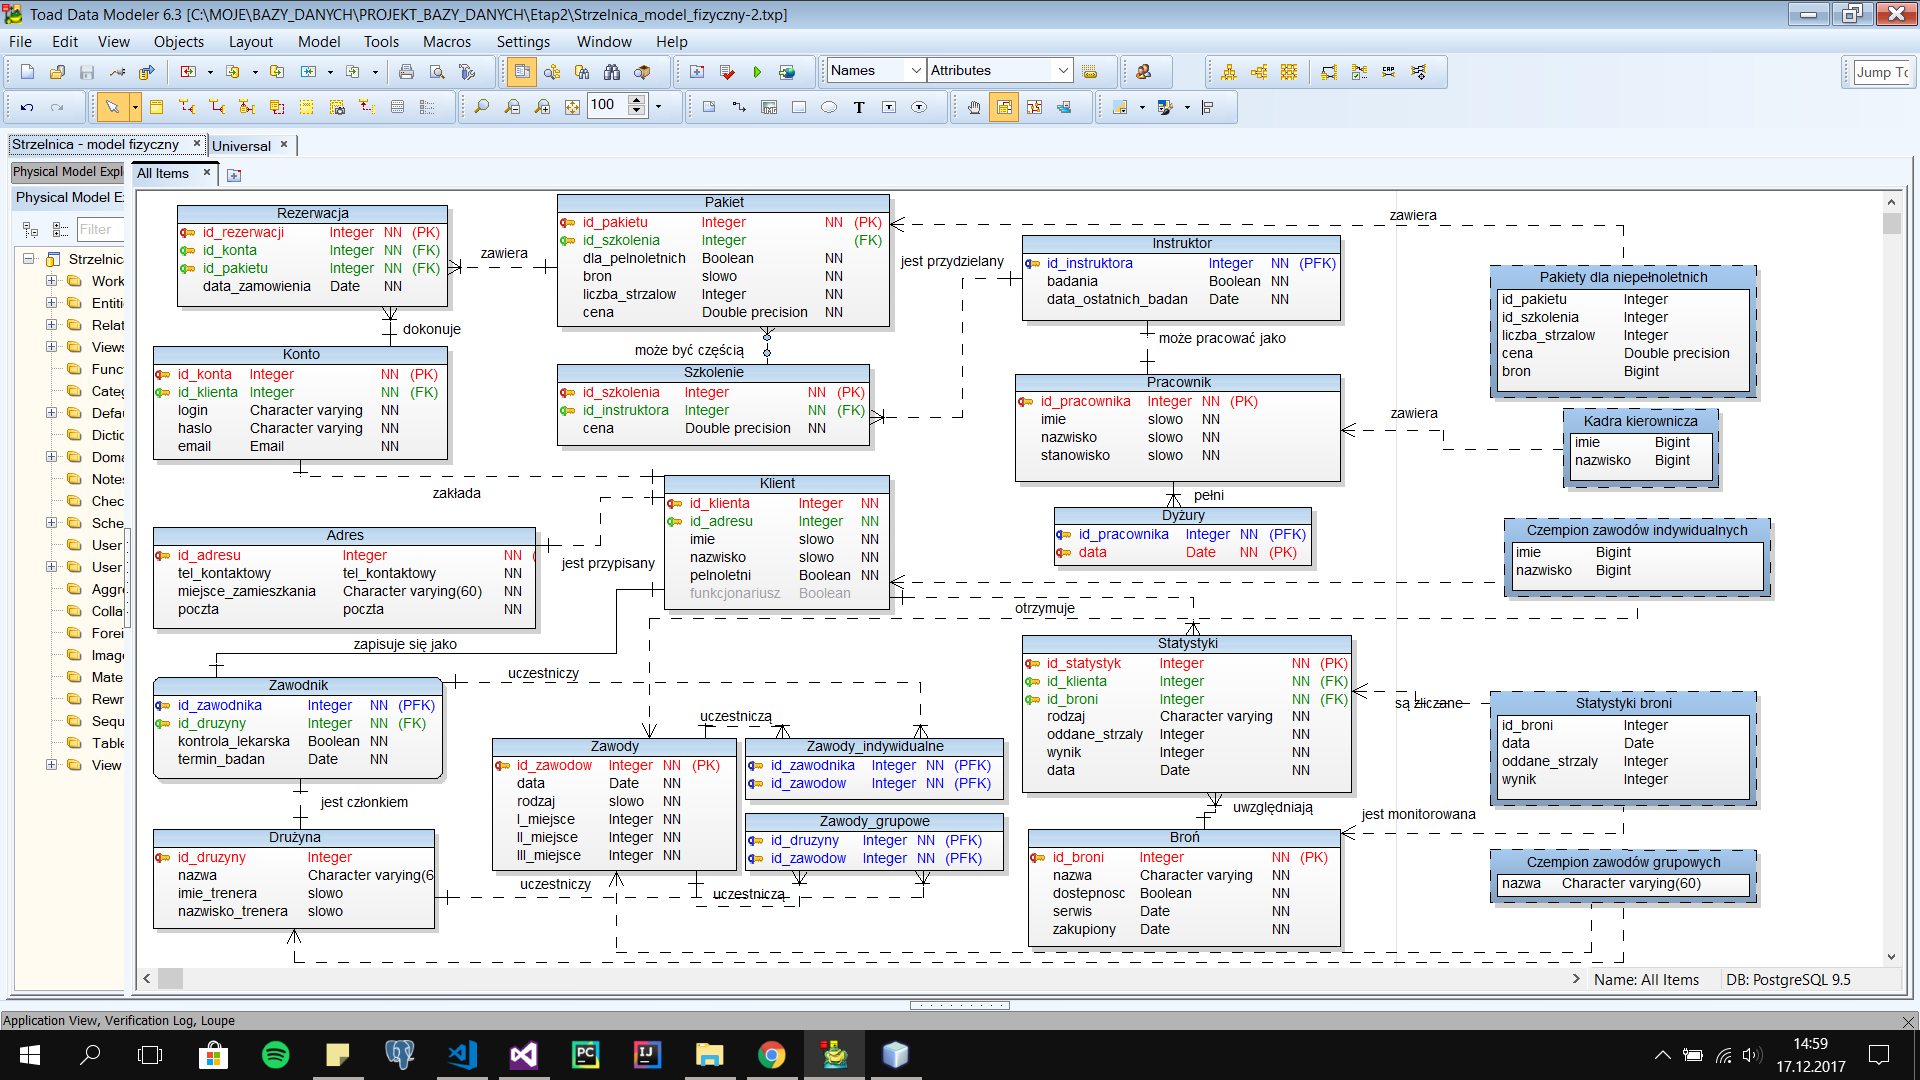 Toad Data Modeler 6.3 [C:\MOJE\BAZY_DANYCH\PROJEKT_BAZY_DANYCH\Etap2\Strzelnica_model_fizyczny-2.txp]
File Edit View Objects Layout Model Tools Macros Settings Window Help
Names Attributes Jump Tc
100
Strzelnica - model fizyczny Universal
Physical Model Expl All Items
Physical Model E:
Filter
Strzelnic
Work
Entiti
Relat
Views
Func
Categ
Defau
Dictic
Doma
Notes
Chec
Sche
User
User
Aggre
Collat
Forei
Image
Mate
Rewr
Sequ
Table
View
Rezerwacja
id_rezerwacji Integer NN (PK)
id_konta Integer NN (FK)
id_pakietu Integer NN (FK)
data_zamowienia Date NN
zawiera
dokonuje
Pakiet
id_pakietu Integer NN (PK)
id_szkolenia Integer (FK)
dla_pelnoletnich Boolean NN
bron slowo NN
liczba_strzalow Integer NN
cena Double precision NN
może być częścią
jest przydzielany
zawiera
Instruktor
id_instruktora Integer NN (PFK)
badania Boolean NN
data_ostatnich_badan Date NN
może pracować jako
Pakiety dla niepełnoletnich
id_pakietu Integer
id_szkolenia Integer
liczba_strzalow Integer
cena Double precision
bron Bigint
Konto
id_konta Integer NN (PK)
id_klienta Integer NN (FK)
login Character varying NN
haslo Character varying NN
email Email NN
zakłada
Szkolenie
id_szkolenia Integer NN (PK)
id_instruktora Integer NN (FK)
cena Double precision NN
Pracownik
id_pracownika Integer NN (PK)
imie slowo NN
nazwisko slowo NN
stanowisko slowo NN
zawiera
pełni
Kadra kierownicza
imie Bigint
nazwisko Bigint
Klient
id_klienta Integer NN
id_adresu Integer NN
imie slowo NN
nazwisko slowo NN
pelnoletni Boolean NN
funkcjonariusz Boolean
Dyżury
id_pracownika Integer NN (PFK)
data Date NN (PK)
Czempion zawodów indywidualnych
imie Bigint
nazwisko Bigint
Adres
id_adresu Integer NN (
tel_kontaktowy tel_kontaktowy NN
miejsce_zamieszkania Character varying(60) NN
poczta poczta NN
jest przypisany
zapisuje się jako
otrzymuje
Zawodnik
id_zawodnika Integer NN (PFK)
id_druzyny Integer NN (FK)
kontrola_lekarska Boolean NN
termin_badan Date NN
uczestniczy
jest członkiem
Statystyki
id_statystyk Integer NN (PK)
id_klienta Integer NN (FK)
id_broni Integer NN (FK)
rodzaj Character varying NN
oddane_strzaly Integer NN
wynik Integer NN
data Date NN
są zliczane
uwzględniają
Statystyki broni
id_broni Integer
data Date
oddane_strzaly Integer
wynik Integer
jest monitorowana
uczestniczą
Zawody
id_zawodow Integer NN (PK)
data Date NN
rodzaj slowo NN
I_miejsce Integer NN
II_miejsce Integer NN
III_miejsce Integer NN
Zawody_indywidualne
id_zawodnika Integer NN (PFK)
id_zawodow Integer NN (PFK)
Zawody_grupowe
id_druzyny Integer NN (PFK)
id_zawodow Integer NN (PFK)
Drużyna
id_druzyny Integer
nazwa Character varying(6
imie_trenera slowo
nazwisko_trenera slowo
uczestniczy
uczestniczą
Broń
id_broni Integer NN (PK)
nazwa Character varying NN
dostepnosc Boolean NN
serwis Date NN
zakupiony Date NN
Czempion zawodów grupowych
nazwa Character varying(60)
Name: All Items DB: PostgreSQL 9.5
Application View, Verification Log, Loupe
PC IJ
14:59
17.12.2017